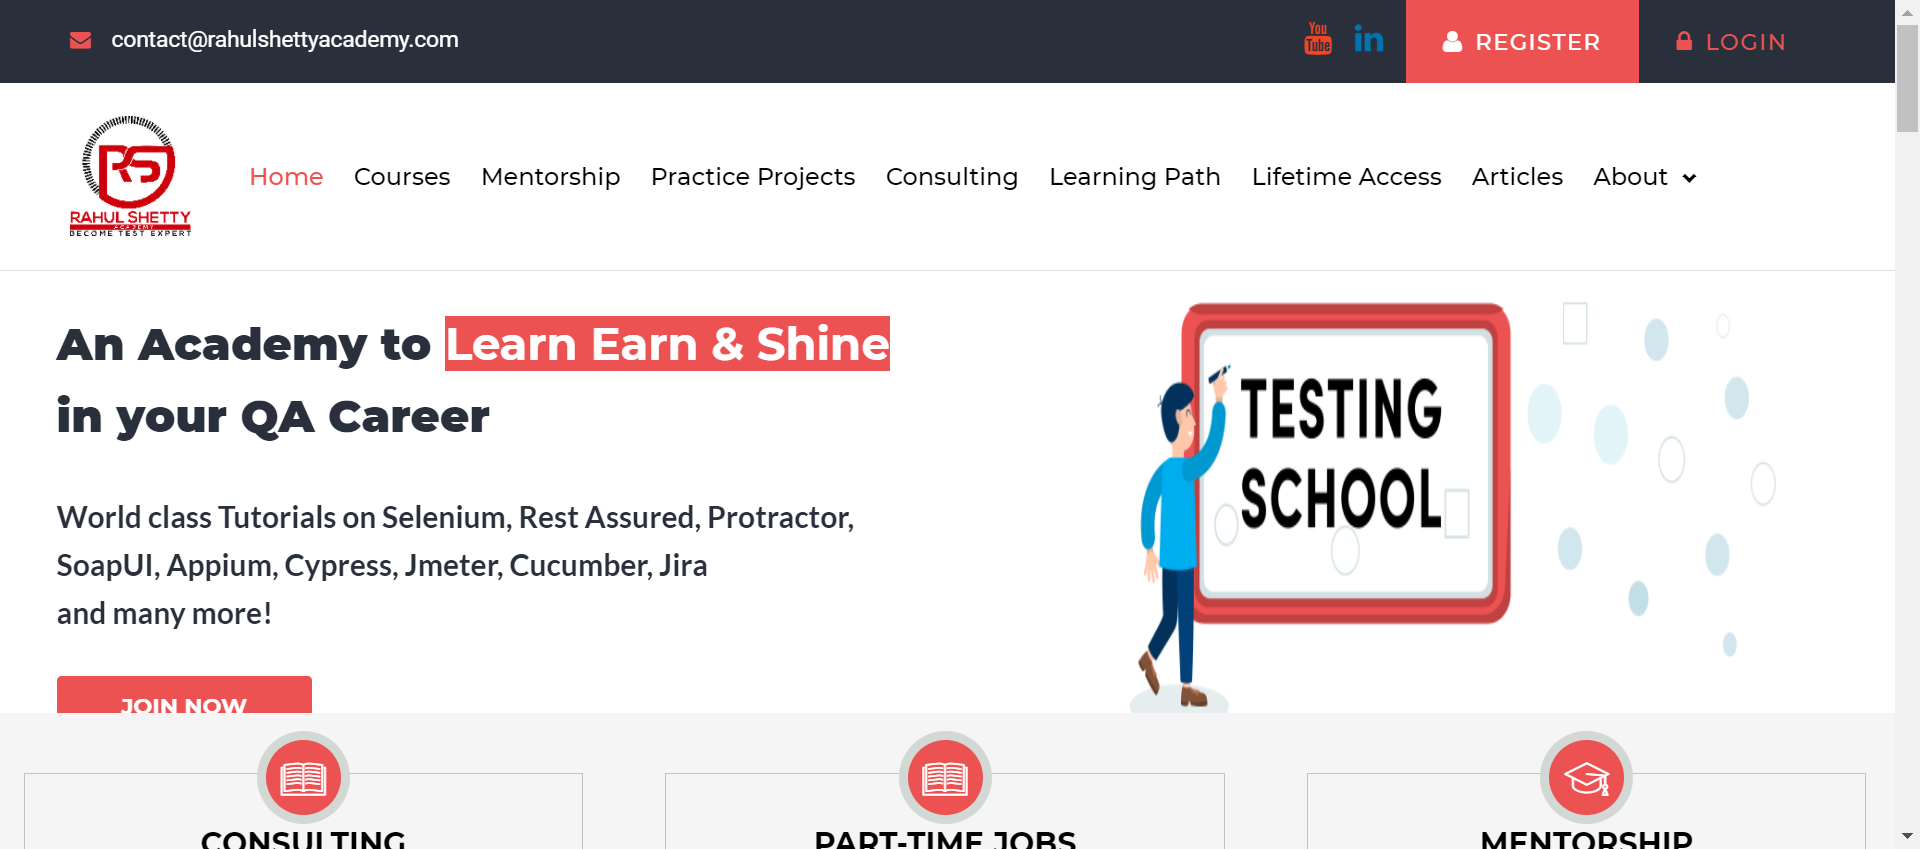 contact@rahulshettyacademy.com
You
Tube
in
REGISTER
LOGIN
RAHUL SHETTY
ACADEMY
BECOME TEST EXPERT
Home
Courses
Mentorship
Practice Projects
Consulting
Learning Path
Lifetime Access
Articles
About
An Academy to Learn Earn & Shine
in your QA Career
World class Tutorials on Selenium, Rest Assured, Protractor,
SoapUI, Appium, Cypress, Jmeter, Cucumber, Jira
and many more!
JOIN NOW
TESTING
SCHOOL
CONSULTING
PART-TIME JOBS
MENTORSHIP